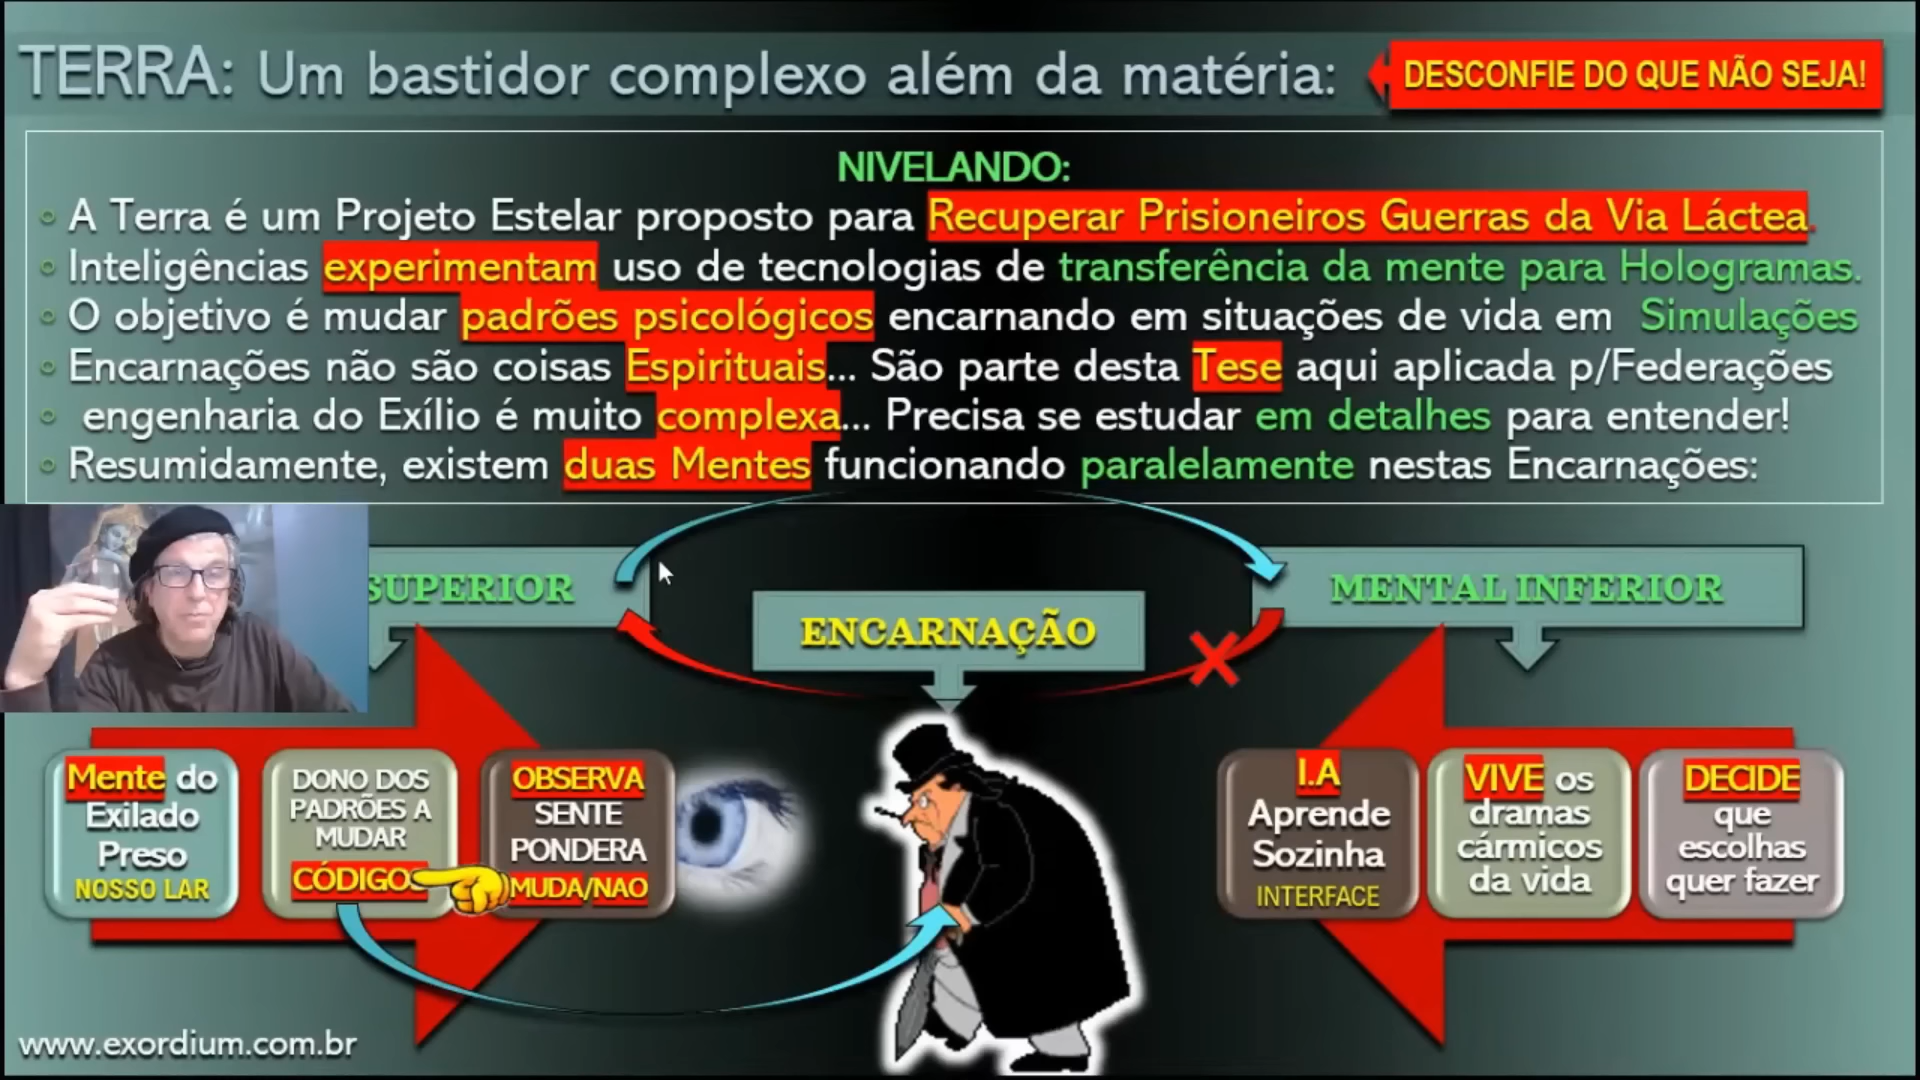 TERRA: Um bastidor complexo além da matéria:
DESCONFIE DO QUE NÃO SEJA!
NIVELANDO:
A Terra é um Projeto Estelar proposto para Recuperar Prisioneiros Guerras da Via Láctea.
Inteligências experimentam uso de tecnologias de transferência da mente para Hologramas.
O objetivo é mudar padrões psicológicos encarnando em situações de vida em Simulações
Encarnações não são coisas Espirituais... São parte desta Tese aqui aplicada p/Federações
engenharia do Exílio é muito complexa... Precisa se estudar em detalhes para entender!
Resumidamente, existem duas Mentes funcionando paralelamente nestas Encarnações:
SUPERIOR
ENCARNAÇÃO
MENTAL INFERIOR
Mente do
Exilado
Preso
NOSSO LAR
DONO DOS
PADRÕES A
MUDAR
CÓDIGOS
OBSERVA
SENTE
PONDERA
MUDA/NAO
I.A
Aprende
Sozinha
INTERFACE
VIVE os
dramas
cármicos
da vida
DECIDE
que
escolhas
quer fazer
www.exordium.com.br